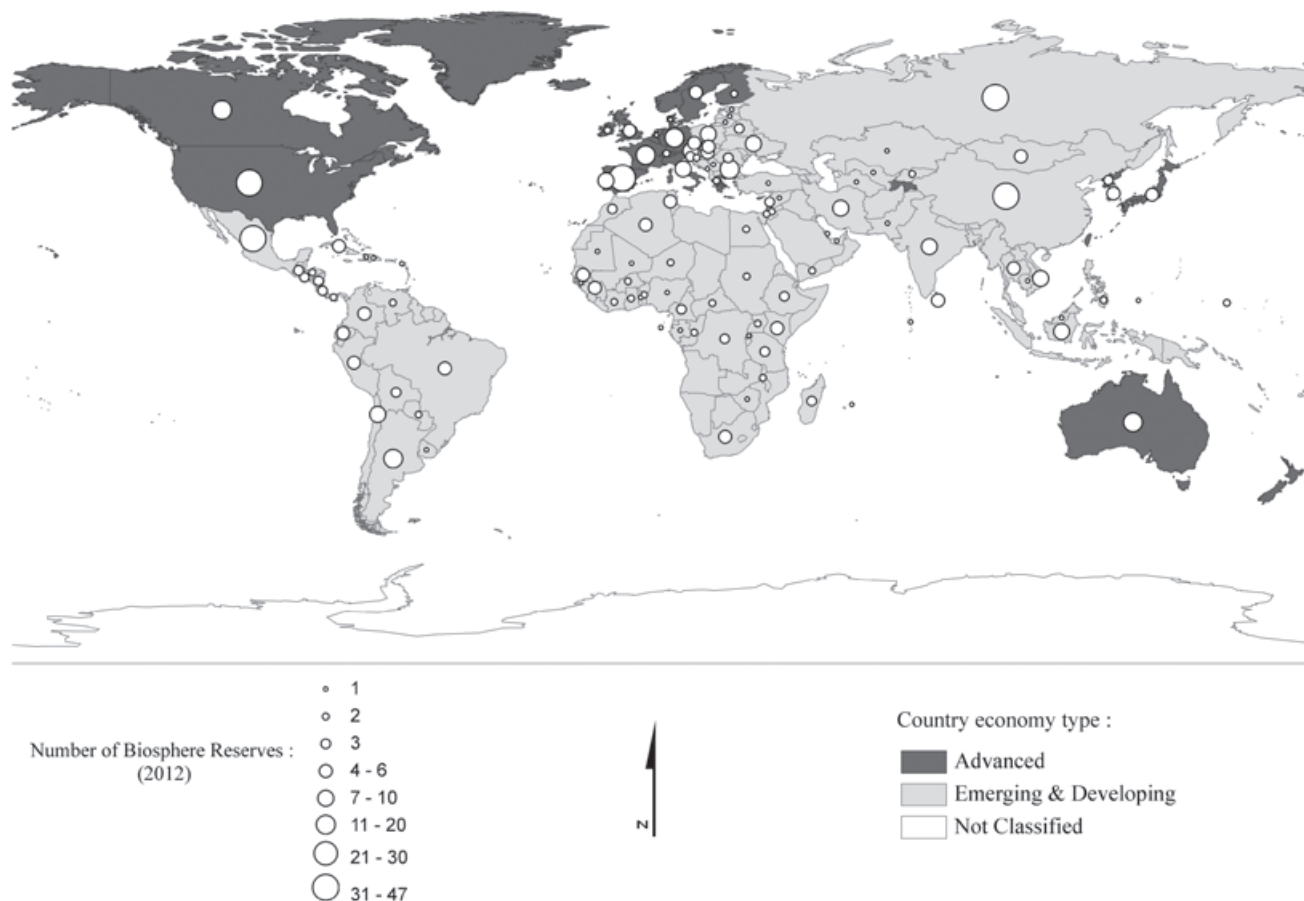 Number of Biosphere Reserves :
(2012)
1
2
3
4 - 6
7 - 10
11 - 20
21 - 30
31 - 47
N
Country economy type :
Advanced
Emerging & Developing
Not Classified